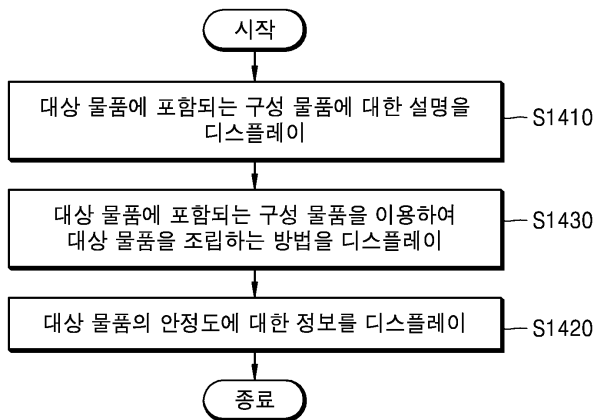 시작
대상 물품에 포함되는 구성 물품에 대한 설명을
디스플레이
S1410
대상 물품에 포함되는 구성 물품을 이용하여
대상 물품을 조립하는 방법을 디스플레이
S1430
대상 물품의 안정도에 대한 정보를 디스플레이
S1420
종료